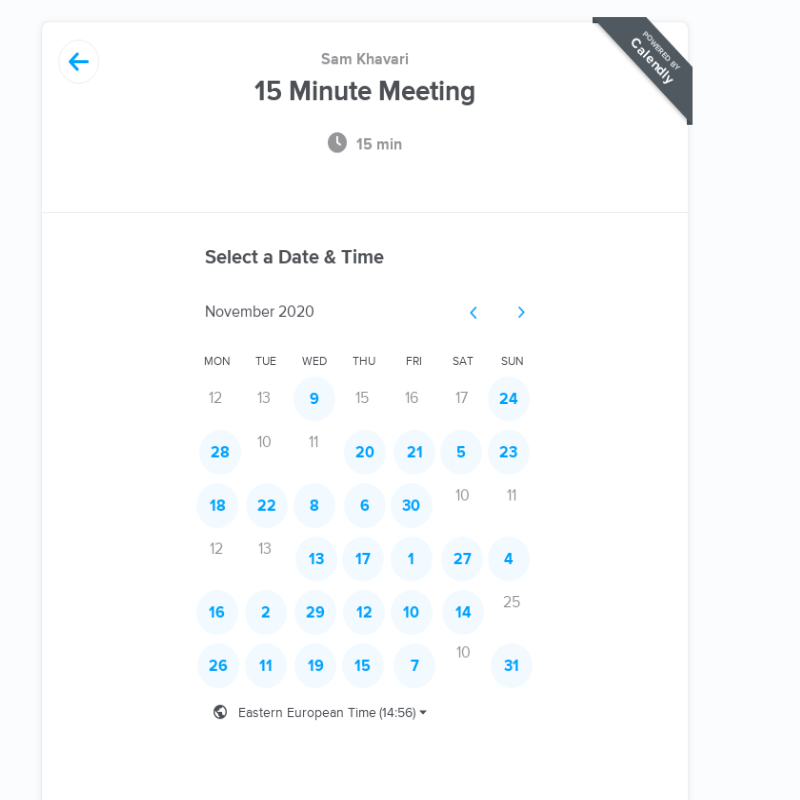 POWERED BY
Calendly
Sam Khavari
15 Minute Meeting
15 min
Select a Date & Time
November 2020
MON TUE WED THU FRI SAT SUN
12 13 9 15 16 17 24
28 10 11 20 21 5 23
18 22 8 6 30 10 11
12 13 13 17 1 27 4
16 2 29 12 10 14 25
26 11 19 15 7 10 31
Eastern European Time (14:56)